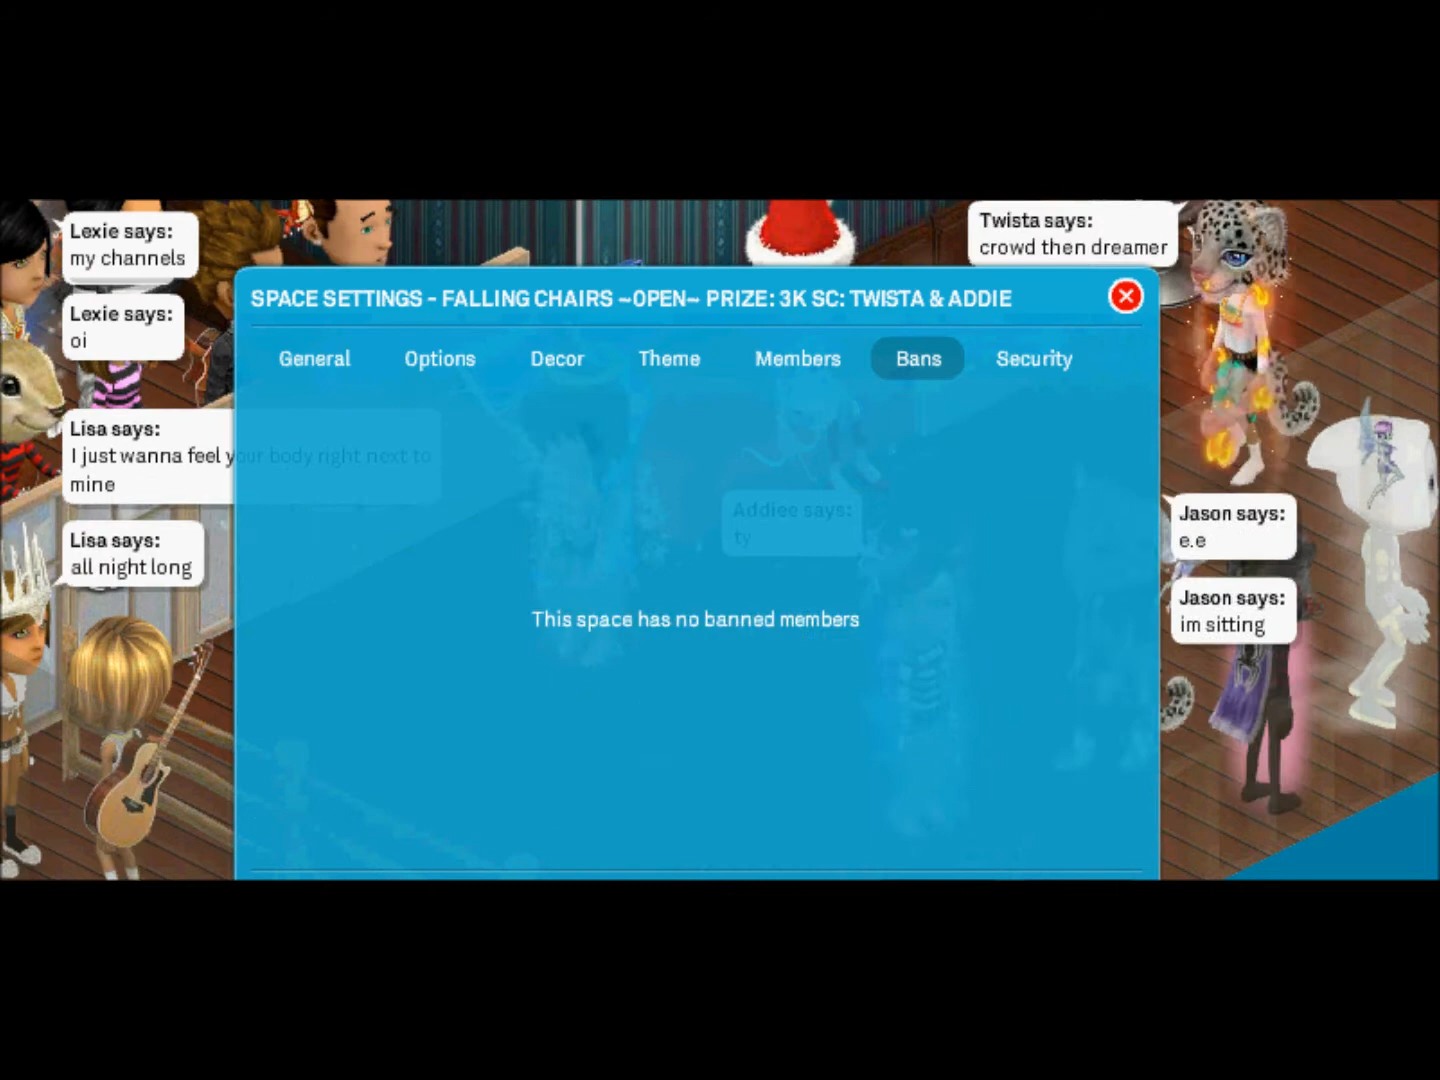 Lexie says:
my channels
Lexie says:
oi
Twista says:
crowd then dreamer
SPACE SETTINGS - FALLING CHAIRS ~OPEN~ PRIZE: 3K SC: TWISTA & ADDIE
General Options Decor Theme Members Bans Security
Lisa says:
I just wanna feel your body right next to
mine
Lisa says:
all night long
Addiee says:
ty
This space has no banned members
Jason says:
e.e
Jason says:
im sitting